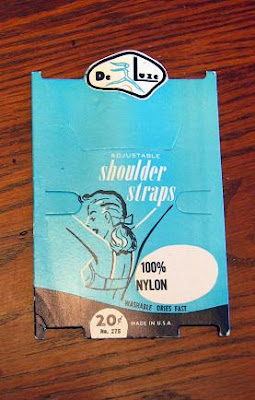 De Luxe
ADJUSTABLE
shoulder
straps
100%
NYLON
WASHABLE DRIES FAST
20¢ MADE IN U.S.A.
No. 275